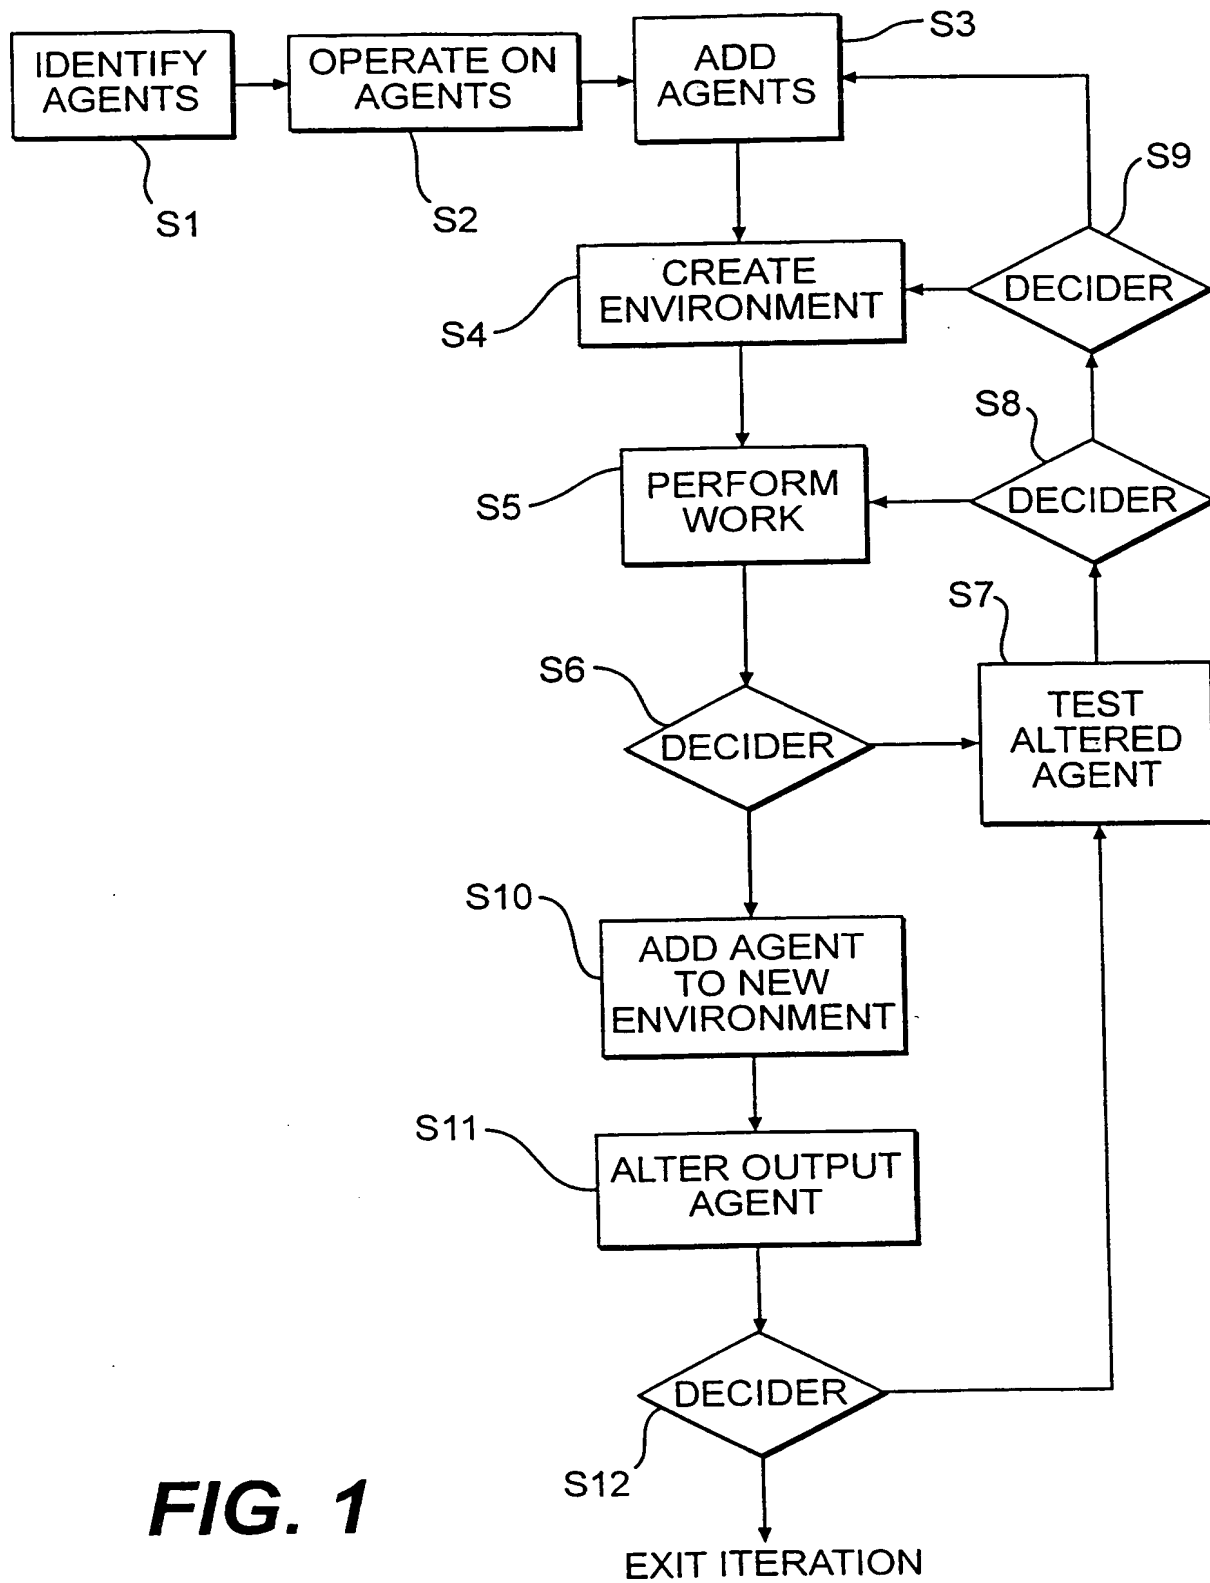 IDENTIFY
AGENTS
S1
OPERATE ON
AGENTS
S2
ADD
AGENTS
S3
CREATE
ENVIRONMENT
S4
DECIDER
S9
PERFORM
WORK
S5
DECIDER
S8
DECIDER
S6
TEST
ALTERED
AGENT
S7
ADD AGENT
TO NEW
ENVIRONMENT
S10
ALTER OUTPUT
AGENT
S11
DECIDER
S12
EXIT ITERATION
FIG. 1